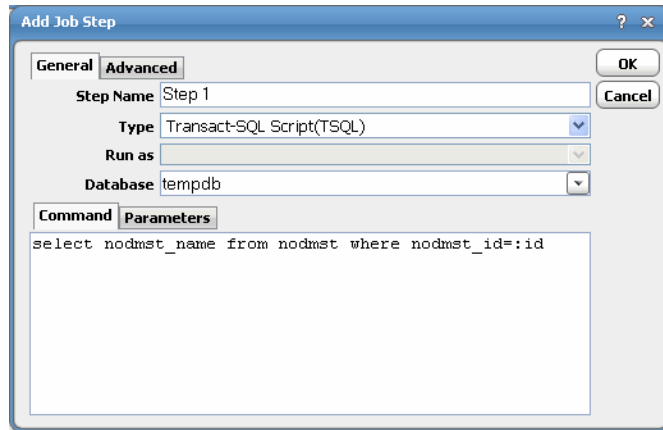 Add Job Step ? x
General Advanced
OK
Step Name Step 1
Cancel
Type Transact-SQL Script(TSQL)
Run as
Database tempdb
Command Parameters
select nodmst_name from nodmst where nodmst_id=:id